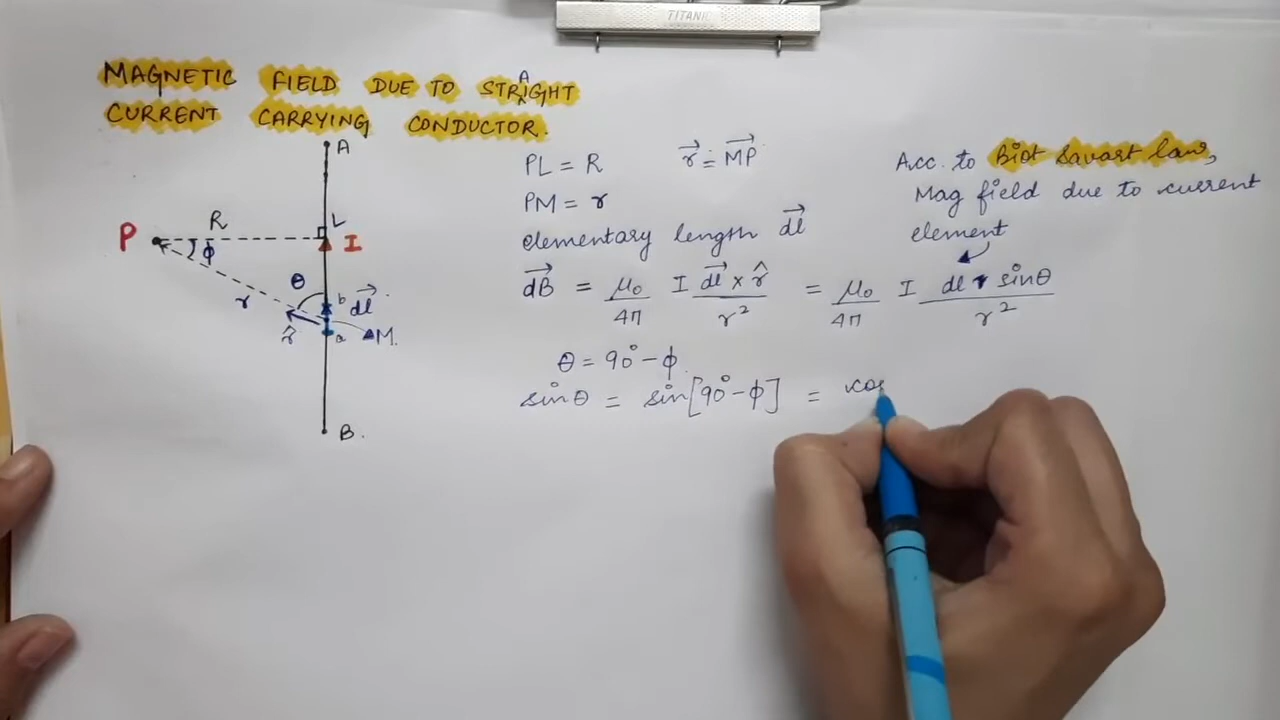 TITANIC
MAGNETIC FIELD DUE TO STRAIGHT
CURRENT CARRYING CONDUCTOR.
A
P
R
L
I
φ
θ
r
b
dl⃗
r̂
a
M.
B.
PL = R r⃗ = MP⃗
PM = r
elementary length dl⃗
dB⃗ = μ₀/4π I dl⃗ × r̂/r² = μ₀/4π I dl sinθ/r²
θ = 90° − φ.
sinθ = sin[90° − φ] = cos
Acc. to Biot Savart law,
Mag field due to current
element